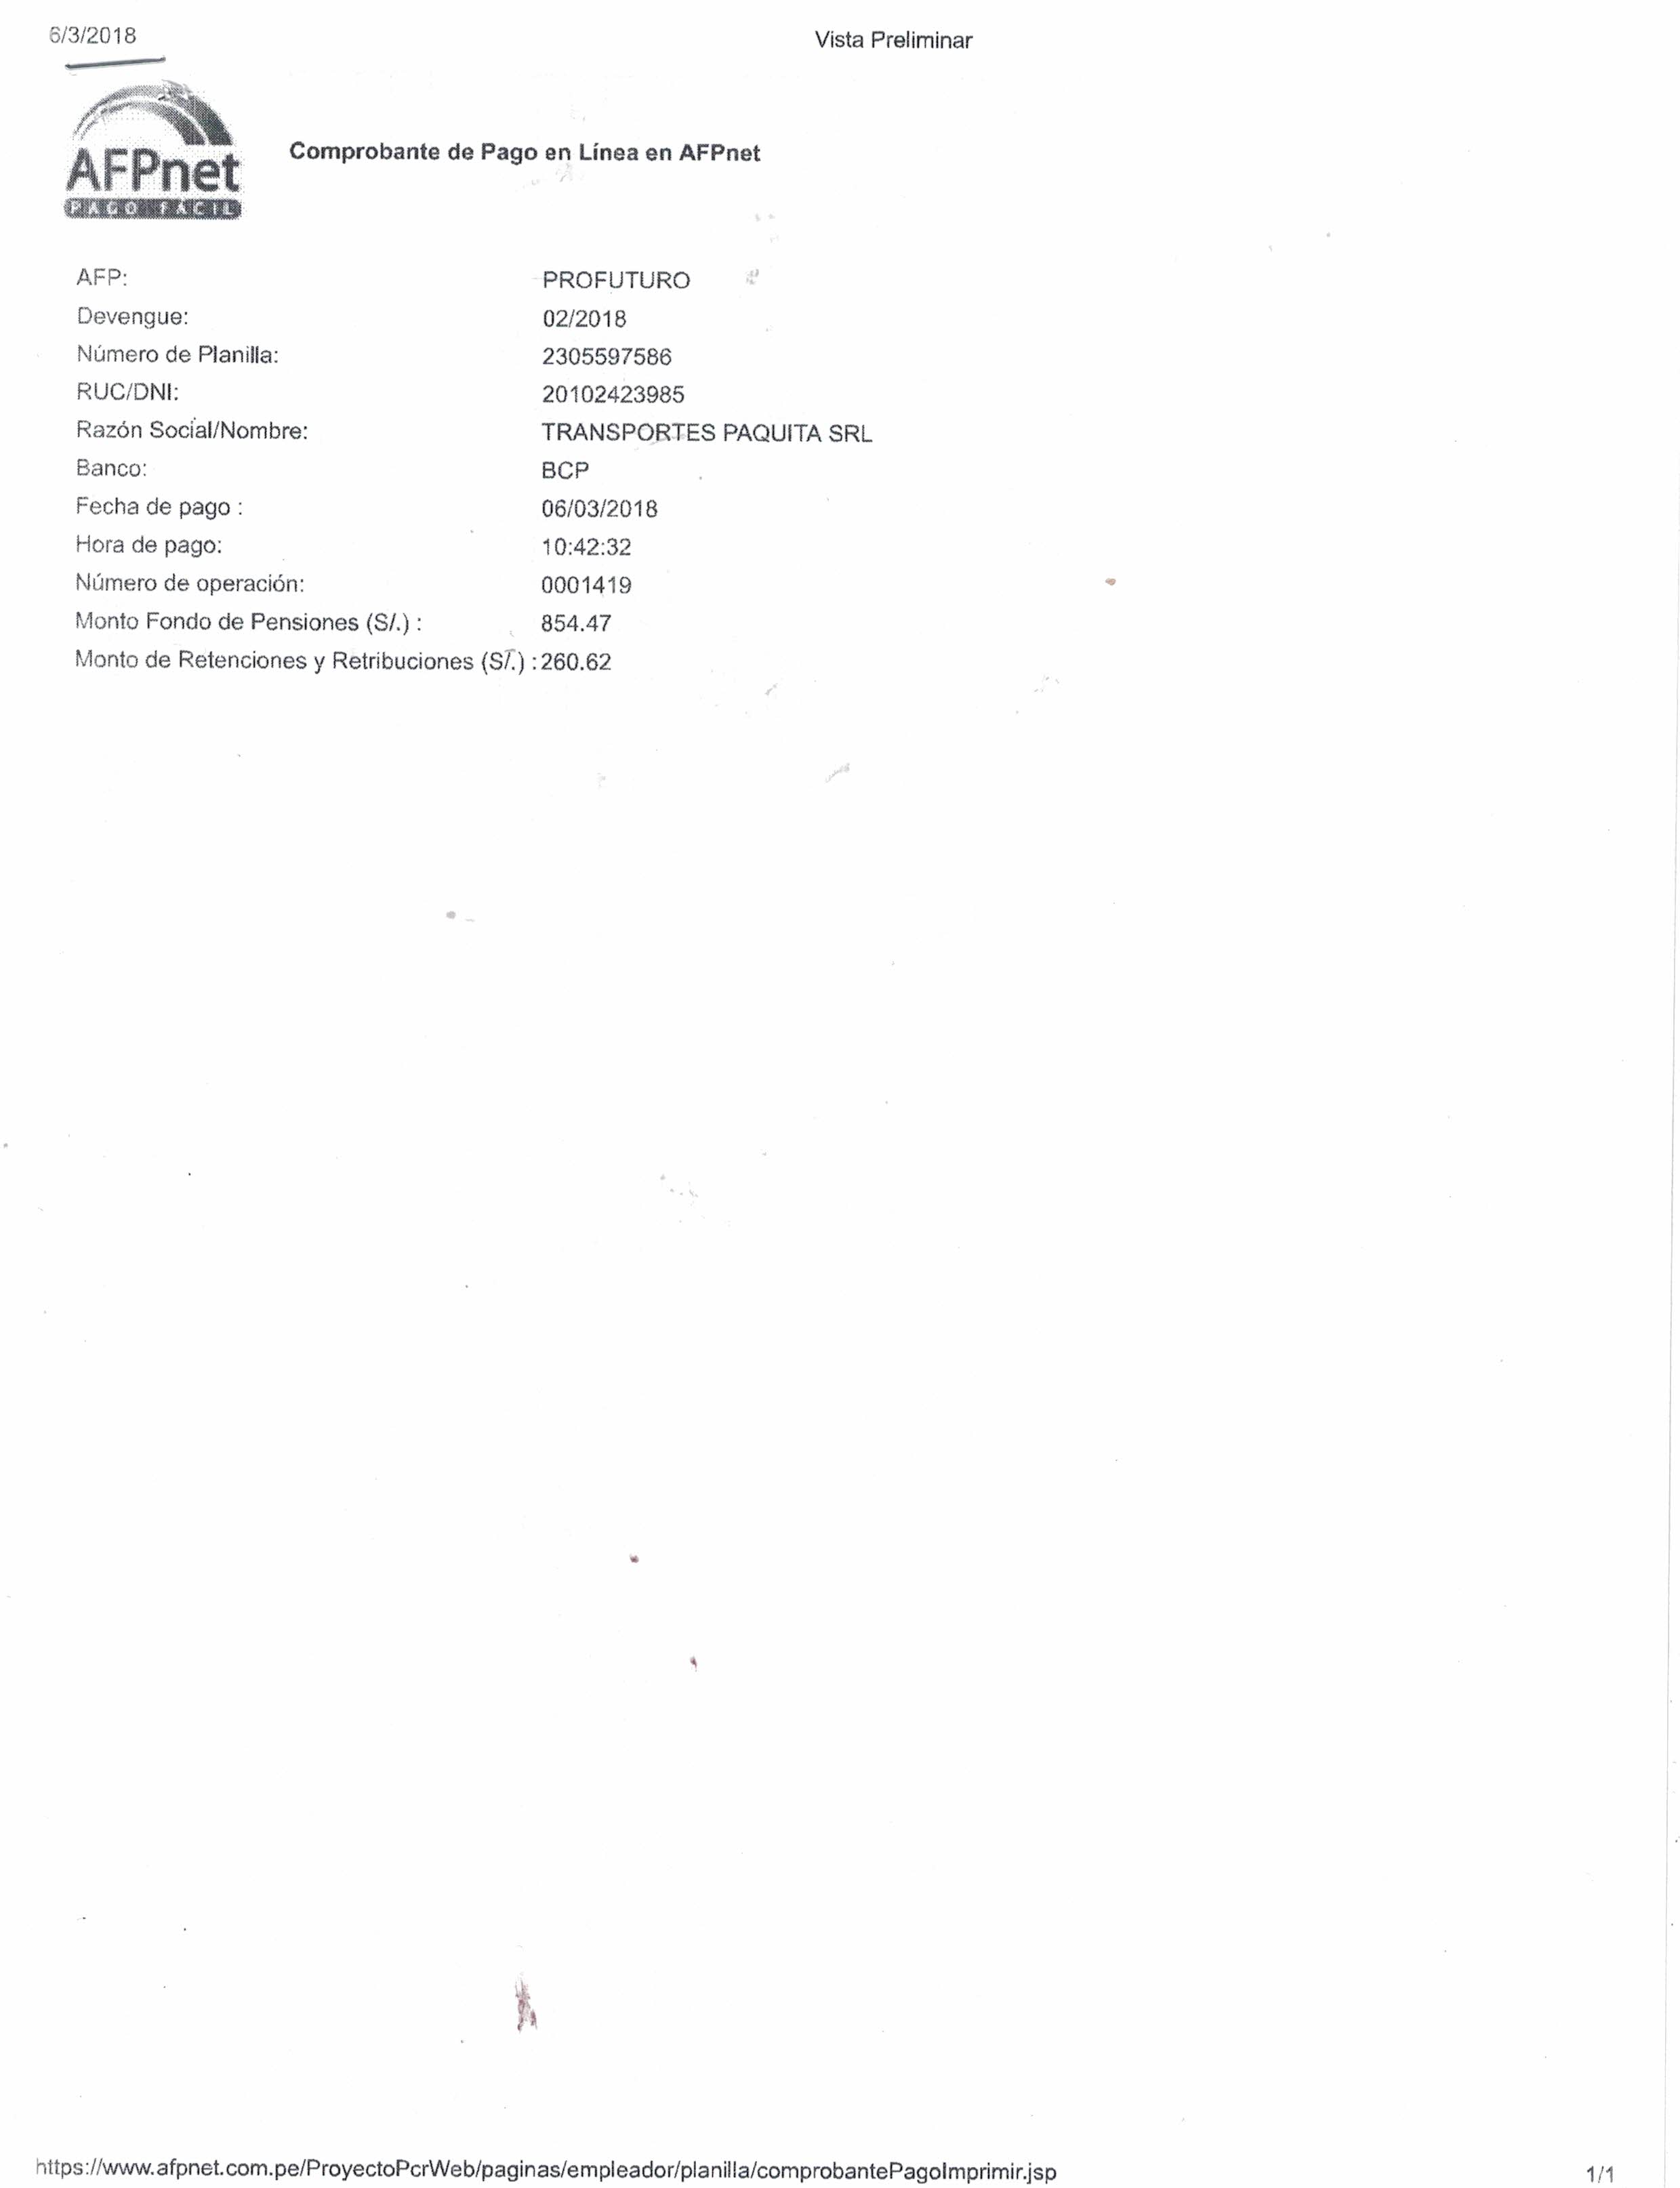 6/3/2018
Vista Preliminar
AFPnet
PAGO FACIL
Comprobante de Pago en Línea en AFPnet
AFP: PROFUTURO
Devengue: 02/2018
Número de Planilla: 2305597586
RUC/DNI: 20102423985
Razón Social/Nombre: TRANSPORTES PAQUITA SRL
Banco: BCP
Fecha de pago : 06/03/2018
Hora de pago: 10:42:32
Número de operación: 0001419
Monto Fondo de Pensiones (S/.) : 854.47
Monto de Retenciones y Retribuciones (S/.) : 260.62
https://www.afpnet.com.pe/ProyectoPcrWeb/paginas/empleador/planilla/comprobantePagoImprimir.jsp
1/1